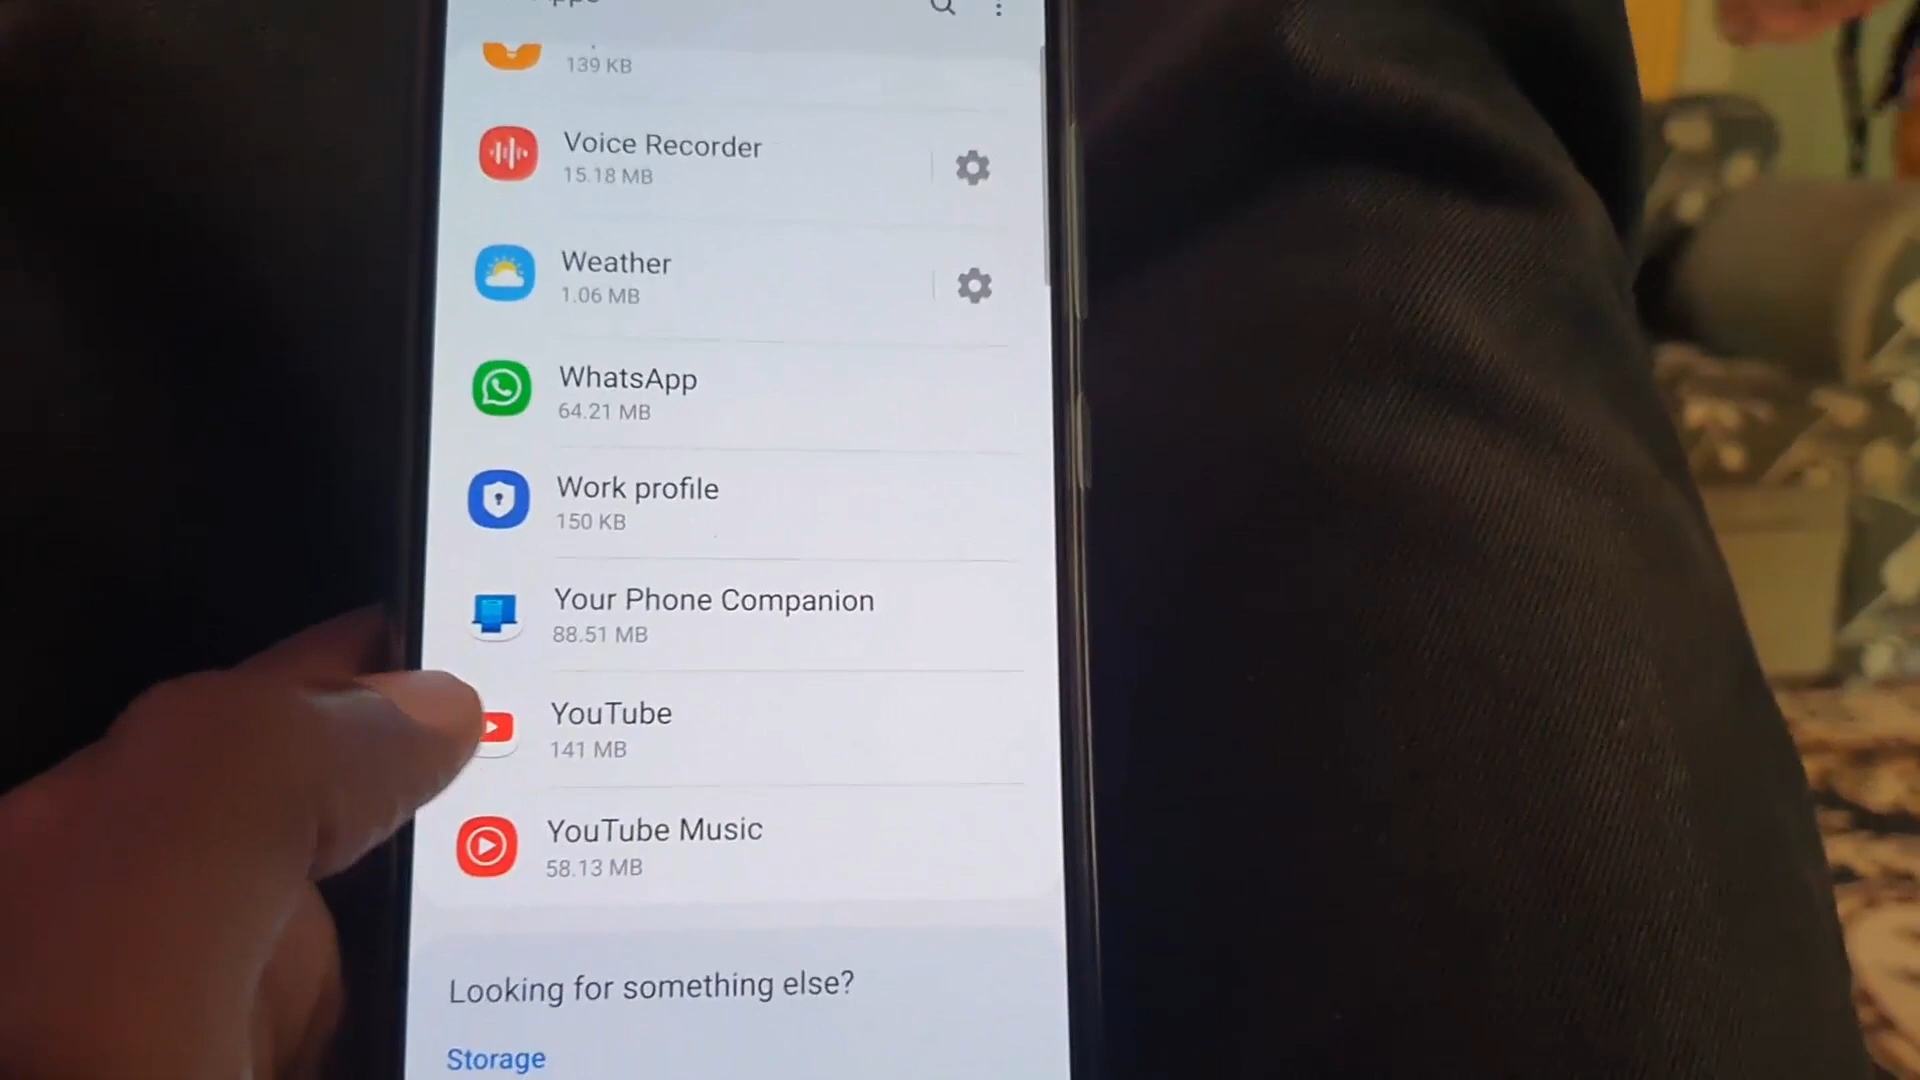 139 KB
Voice Recorder
15.18 MB
Weather
1.06 MB
WhatsApp
64.21 MB
Work profile
150 KB
Your Phone Companion
88.51 MB
YouTube
141 MB
YouTube Music
58.13 MB
Looking for something else?
Storage